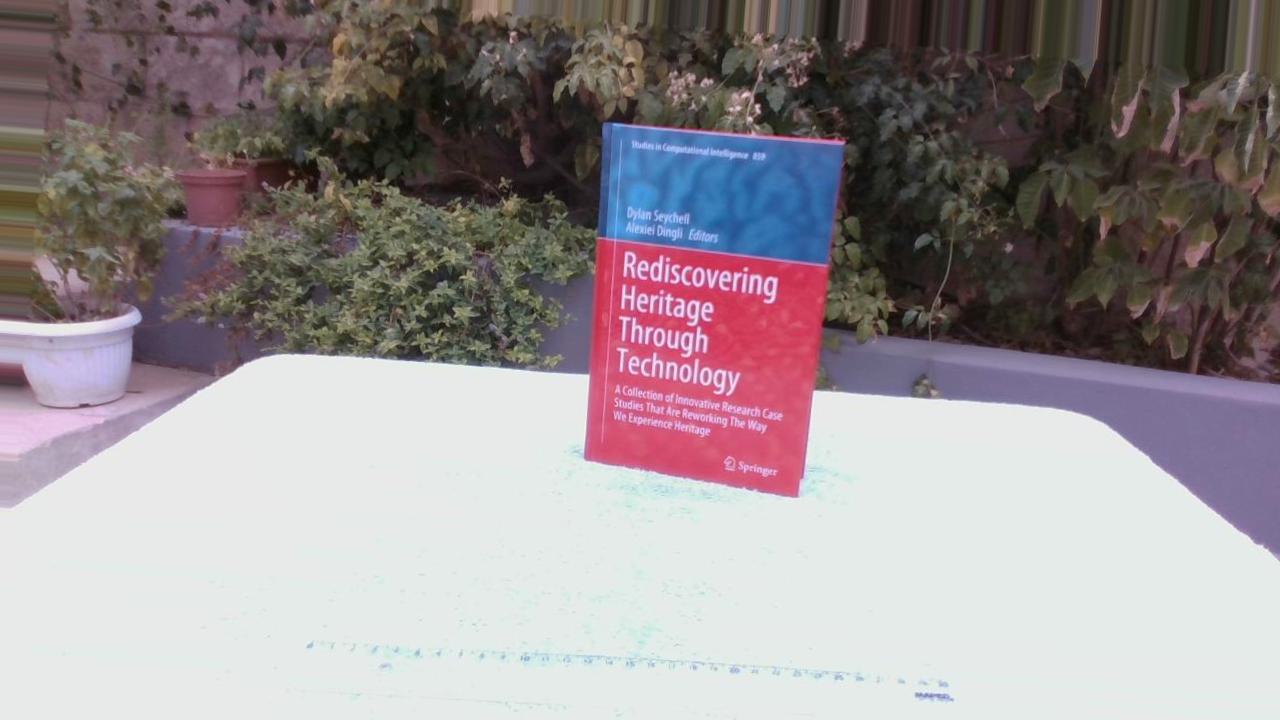 Studies in Computational Intelligence 859
Dylan Seychell
Alexiei Dingli Editors
Rediscovering
Heritage
Through
Technology
A Collection of Innovative Research Case
Studies That Are Reworking The Way
We Experience Heritage
Springer